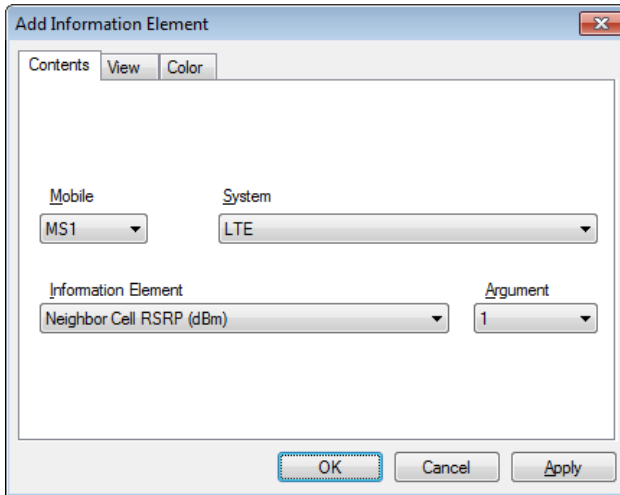 Add Information Element
Contents View Color
Mobile System
MS1 LTE
Information Element Argument
Neighbor Cell RSRP (dBm) 1
OK Cancel Apply